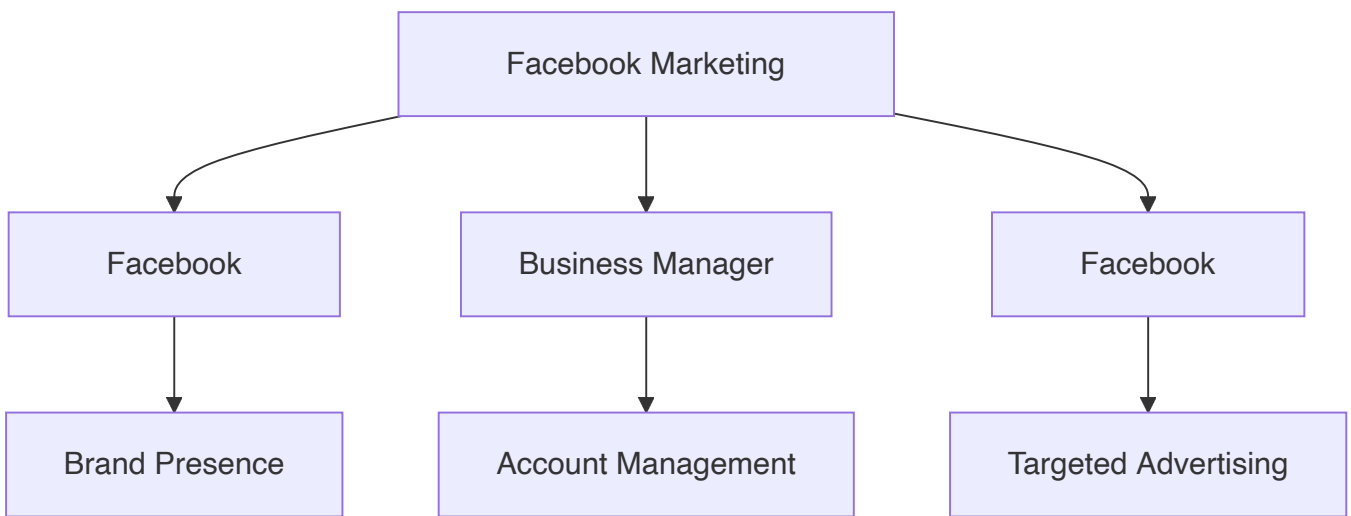 Facebook Marketing
Facebook
Business Manager
Facebook
Brand Presence
Account Management
Targeted Advertising